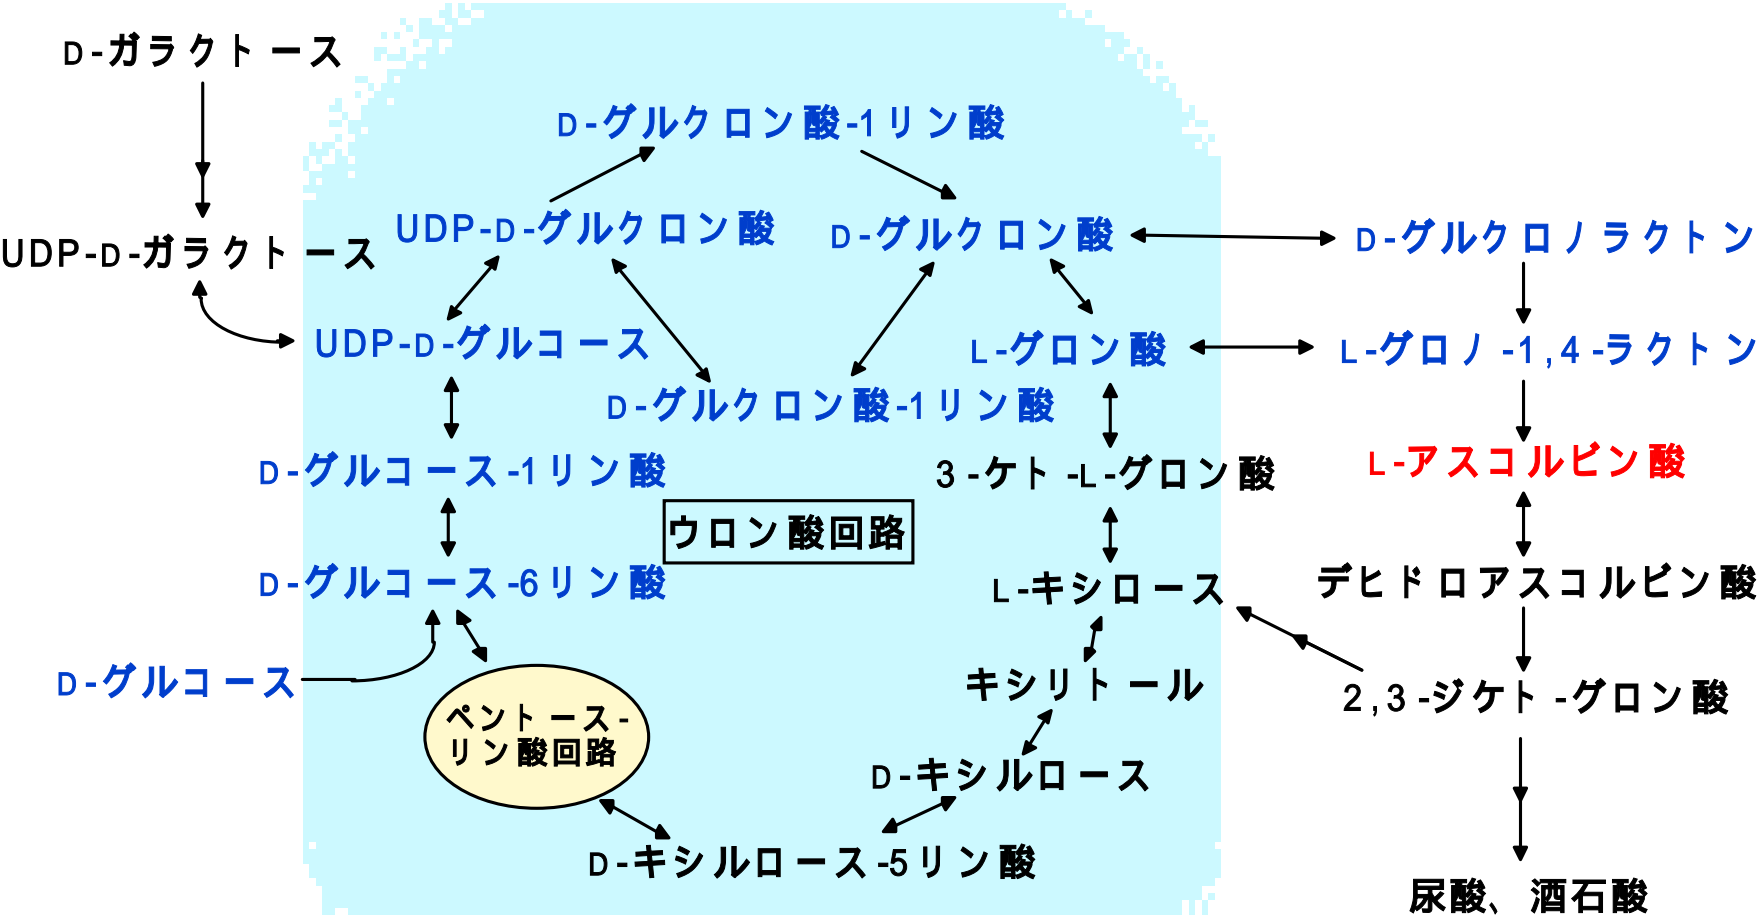 D-ガラクトース
D-グルクロン酸-1リン酸
UDP-D-ガラクトース
UDP-D-グルクロン酸
D-グルクロン酸
D-グルクロノラクトン
UDP-D-グルコース
L-グロン酸
L-グロノ-1,4-ラクトン
D-グルクロン酸-1リン酸
D-グルコース-1リン酸
3-ケト-L-グロン酸
L-アスコルビン酸
ウロン酸回路
D-グルコース-6リン酸
L-キシロース
デヒドロアスコルビン酸
D-グルコース
キシリトール
2,3-ジケト-グロン酸
ペントース-
リン酸回路
D-キシルロース
D-キシルロース-5リン酸
尿酸、酒石酸